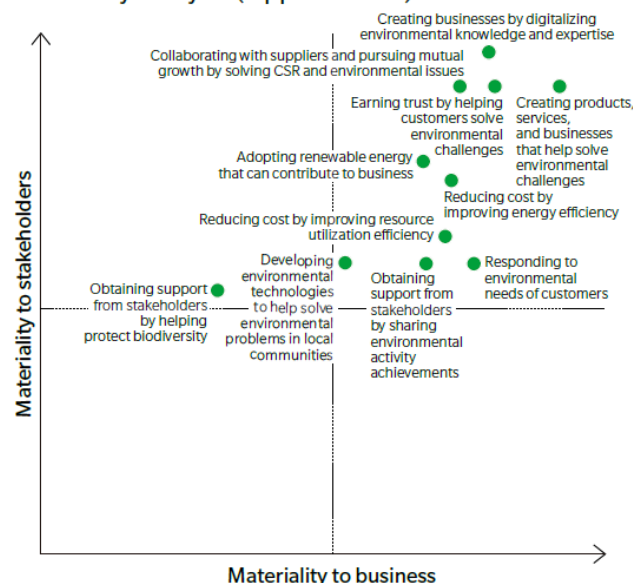 Creating businesses by digitalizing
environmental knowledge and expertise
Collaborating with suppliers and pursuing mutual
growth by solving CSR and environmental issues
Earning trust by helping
customers solve
environmental
challenges
Creating products,
services,
and businesses
that help solve
environmental
challenges
Adopting renewable energy
that can contribute to business
Reducing cost by
improving energy efficiency
Reducing cost by improving resource
utilization efficiency
Developing
environmental
technologies
to help solve
environmental
problems in local
communities
Obtaining
support from
stakeholders
by sharing
environmental
activity
achievements
Responding to
environmental
needs of customers
Obtaining support
from stakeholders
by helping
protect biodiversity
Materiality to stakeholders
Materiality to business